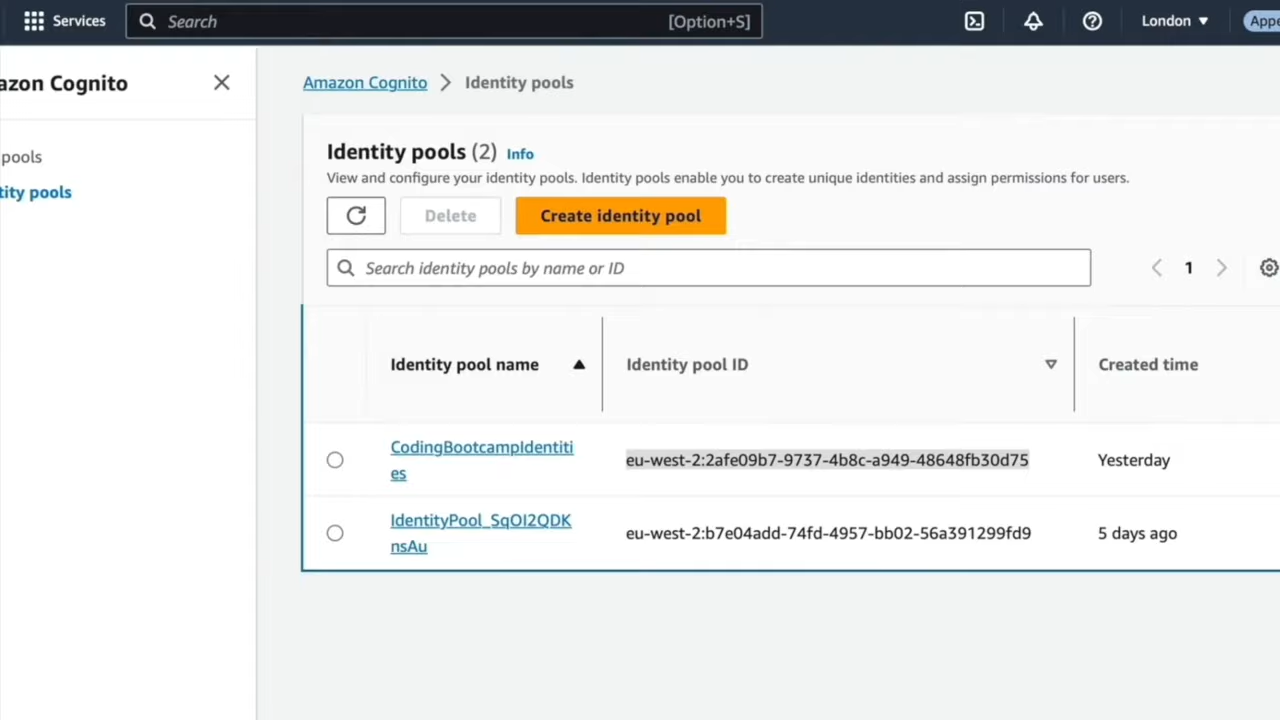 Services
Search
[Option+S]
London
Appe
azon Cognito
Amazon Cognito
Identity pools
pools
tity pools
Identity pools (2) Info
View and configure your identity pools. Identity pools enable you to create unique identities and assign permissions for users.
Delete
Create identity pool
Search identity pools by name or ID
1
Identity pool name
Identity pool ID
Created time
CodingBootcampIdentiti
es
eu-west-2:2afe09b7-9737-4b8c-a949-48648fb30d75
Yesterday
IdentityPool_SqOI2QDK
nsAu
eu-west-2:b7e04add-74fd-4957-bb02-56a391299fd9
5 days ago